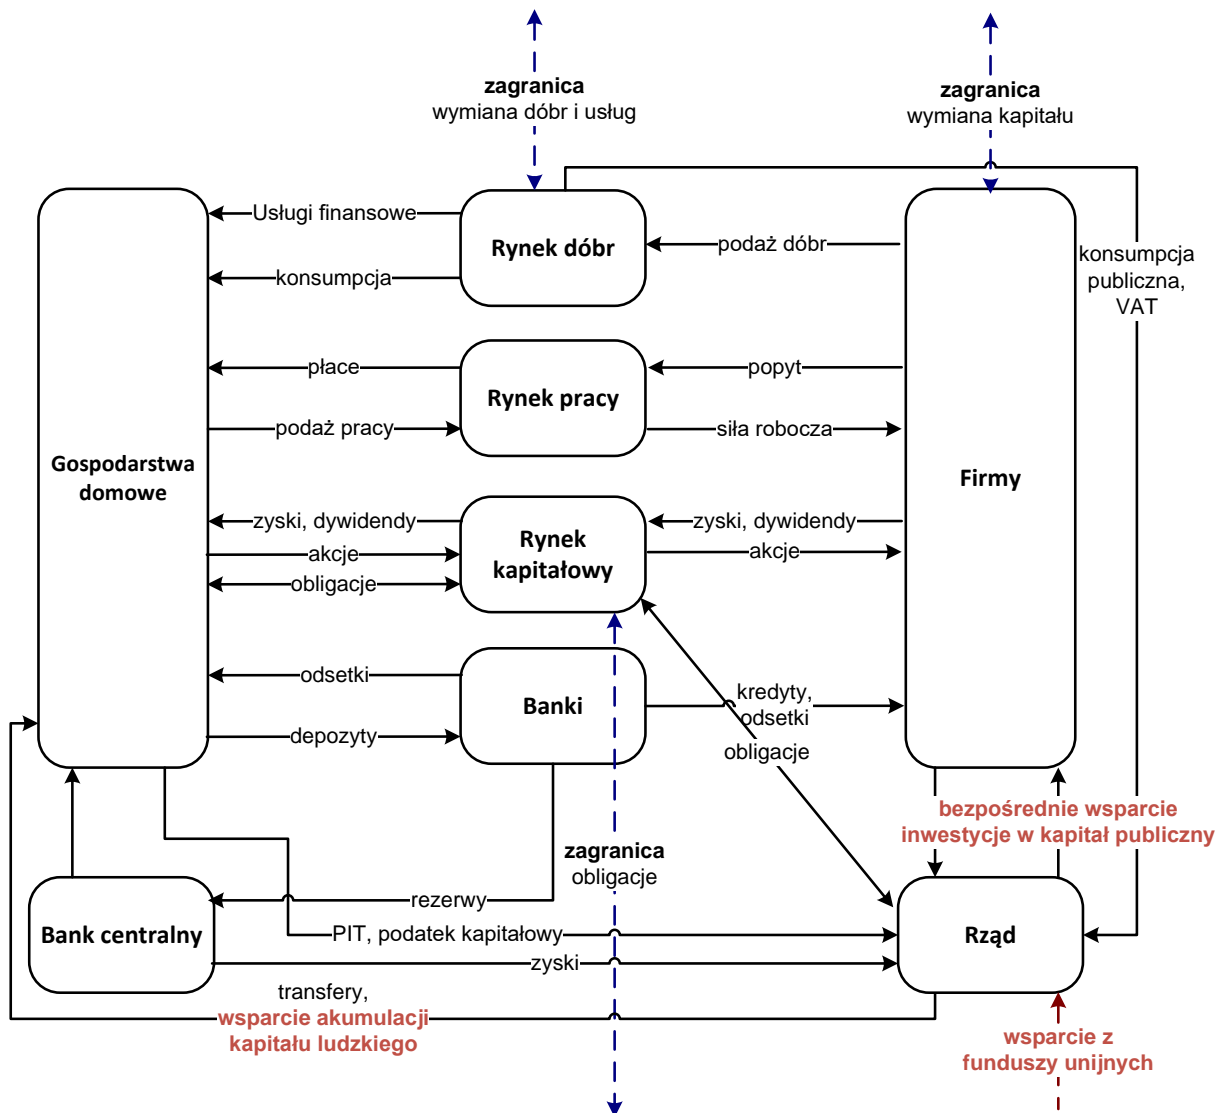 zagranica
wymiana dóbr i usług
zagranica
wymiana kapitału
Usługi finansowe
Rynek dóbr
podaż dóbr
konsumpcja
konsumpcja
publiczna,
VAT
płace
Rynek pracy
popyt
podaż pracy
siła robocza
Gospodarstwa
domowe
Firmy
zyski, dywidendy
Rynek
kapitałowy
zyski, dywidendy
akcje
akcje
obligacje
odsetki
Banki
kredyty,
odsetki
depozyty
obligacje
bezpośrednie wsparcie
inwestycje w kapitał publiczny
zagranica
obligacje
rezerwy
Bank centralny
PIT, podatek kapitałowy
Rząd
zyski
transfery,
wsparcie akumulacji
kapitału ludzkiego
wsparcie z
funduszy unijnych